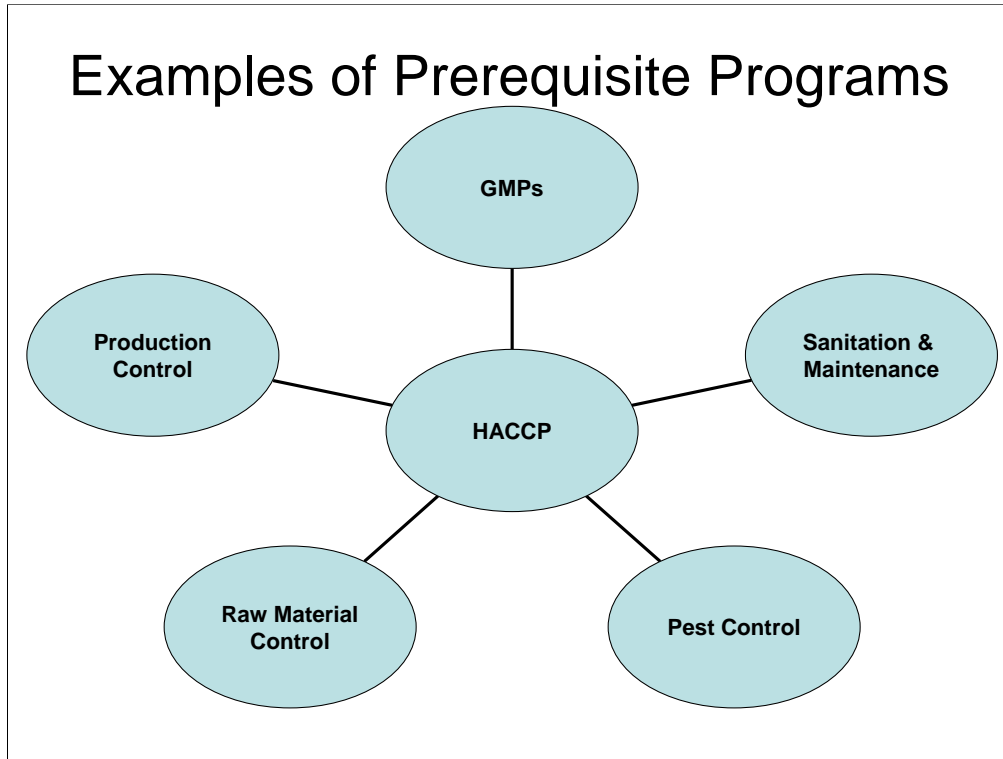 Examples of Prerequisite Programs
GMPs
Production
Control
Sanitation &
Maintenance
HACCP
Raw Material
Control
Pest Control